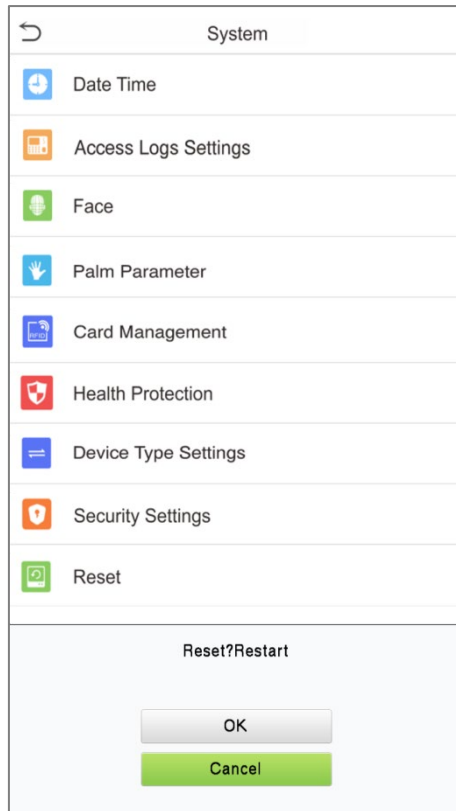 System
Date Time
Access Logs Settings
Face
Palm Parameter
RFID
Card Management
Health Protection
Device Type Settings
Security Settings
Reset
Reset?Restart
OK
Cancel